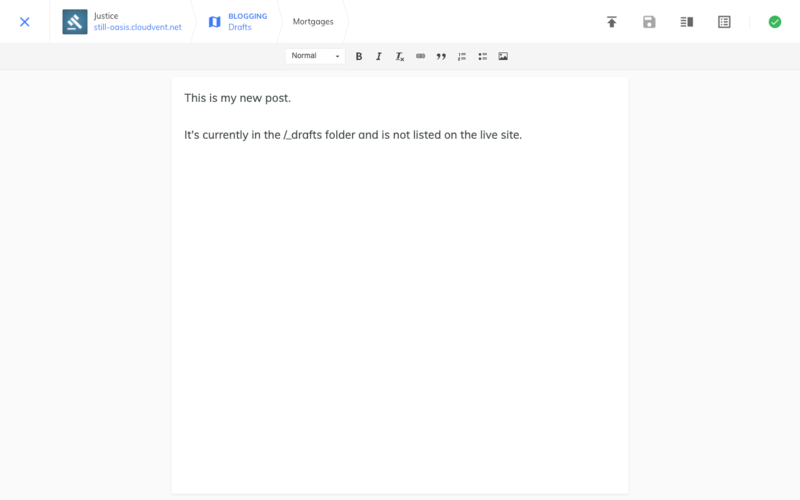 Justice
still-oasis.cloudvent.net
BLOGGING
Drafts
Mortgages
Normal
This is my new post.
It's currently in the /_drafts folder and is not listed on the live site.